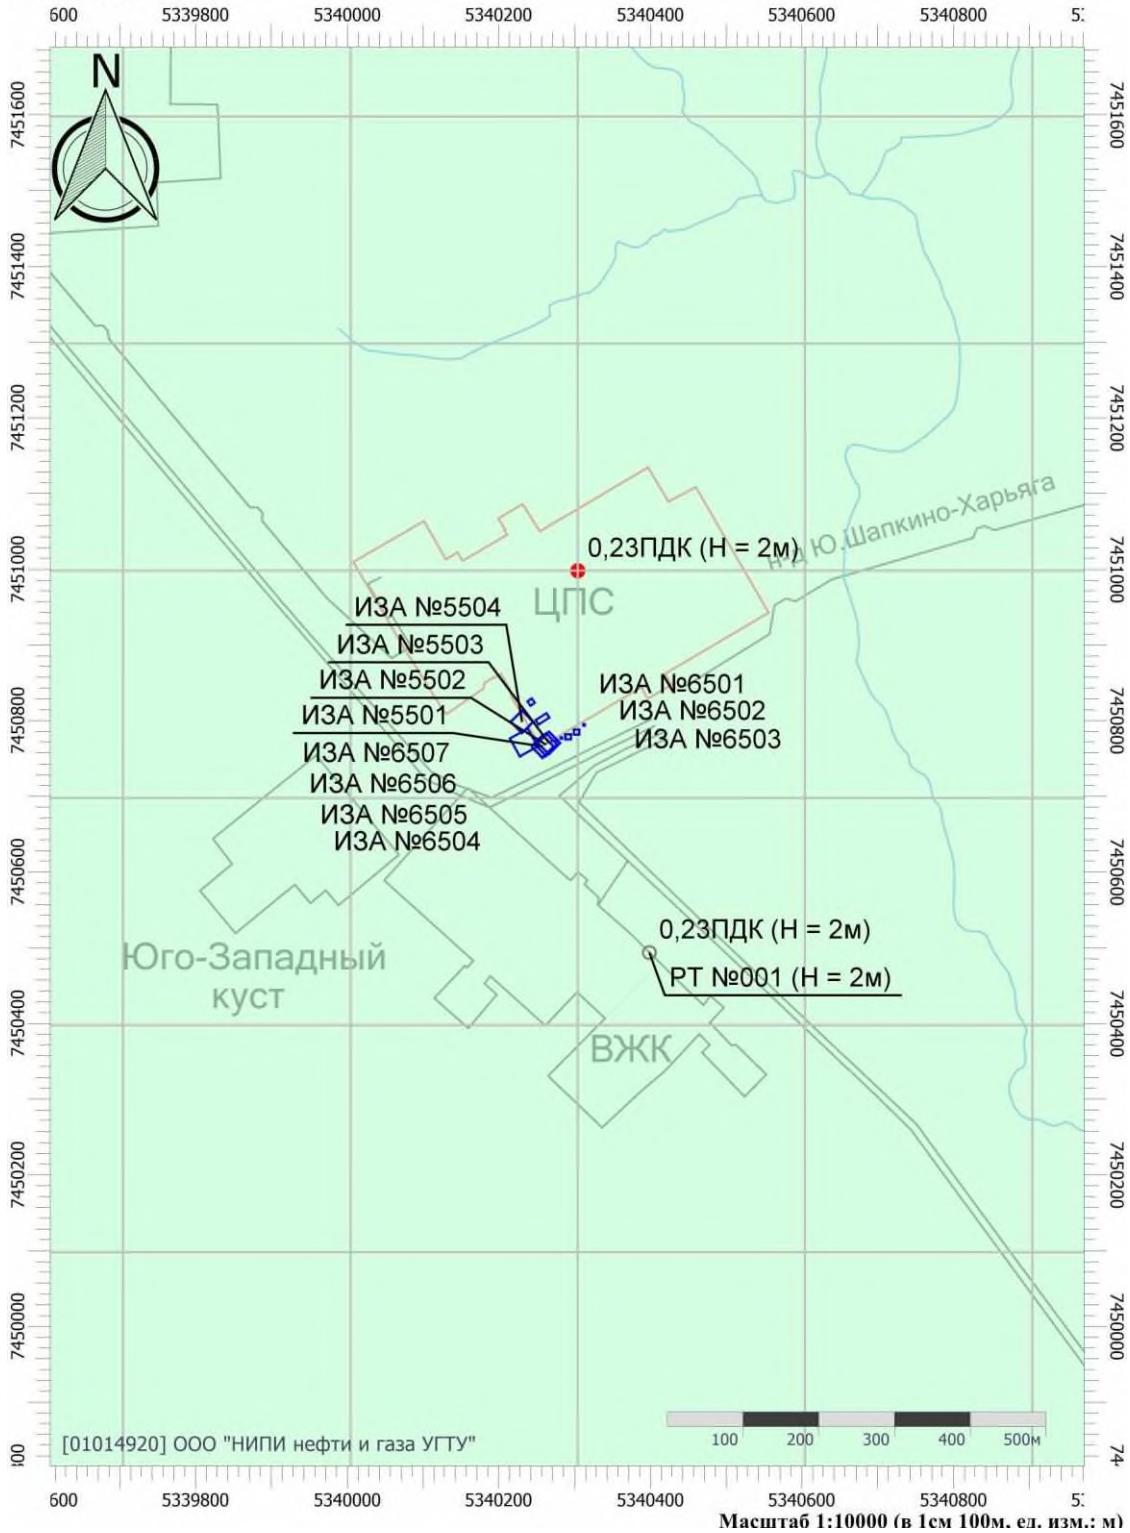 600 5339800 5340000 5340200 5340400 5340600 5340800 5:
N
7451600 7451600
7451400 7451400
7451200 7451200
н-д Ю.Шапкино-Харьяга
0,23ПДК (H = 2м)
7451000 7451000
ЦПС
ИЗА №5504
ИЗА №5503
ИЗА №5502
ИЗА №5501
ИЗА №6501
ИЗА №6502
ИЗА №6503
7450800 7450800
ИЗА №6507
ИЗА №6506
ИЗА №6505
ИЗА №6504
7450600 7450600
0,23ПДК (H = 2м)
РТ №001 (H = 2м)
Юго-Западный
куст
7450400 7450400
ВЖК
7450200 7450200
7450000 7450000
100 200 300 400 500м
[01014920] ООО "НИПИ нефти и газа УГТУ"
:00 74
600 5339800 5340000 5340200 5340400 5340600 5340800 5:
Масштаб 1:10000 (в 1см 100м, ед. изм.: м)